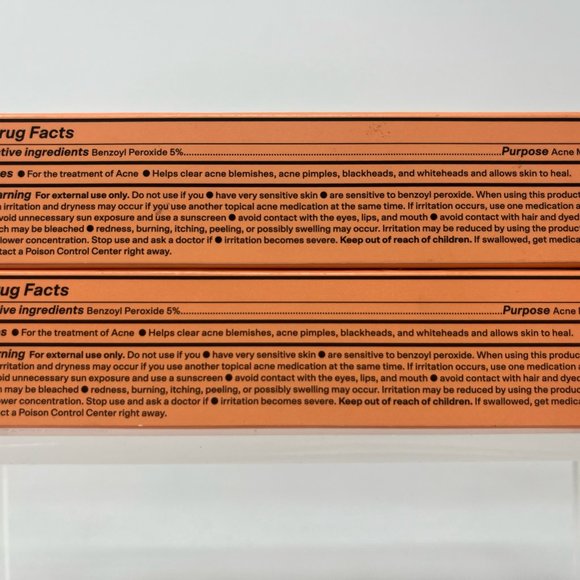 rug Facts
tive ingredients Benzoyl Peroxide 5%........ Purpose Acne M
es ● For the treatment of Acne ● Helps clear acne blemishes, acne pimples, blackheads, and whiteheads and allows skin to heal.
arning For external use only. Do not use if you ● have very sensitive skin ● are sensitive to benzoyl peroxide. When using this produc
n irritation and dryness may occur if you use another topical acne medication at the same time. If irritation occurs, use one medication a
void unnecessary sun exposure and use a sunscreen ● avoid contact with the eyes, lips, and mouth ● avoid contact with hair and dyed
ch may be bleached ● redness, burning, itching, peeling, or possibly swelling may occur. Irritation may be reduced by using the produc
lower concentration. Stop use and ask a doctor if ● irritation becomes severe. Keep out of reach of children. If swallowed, get medica
tact a Poison Control Center right away.
ug Facts
tive ingredients Benzoyl Peroxide 5%........ Purpose Acne M
es ● For the treatment of Acne ● Helps clear acne blemishes, acne pimples, blackheads, and whiteheads and allows skin to heal.
rning For external use only. Do not use if you ● have very sensitive skin ● are sensitive to benzoyl peroxide. When using this product
irritation and dryness may occur if you use another topical acne medication at the same time. If irritation occurs, use one medication a
oid unnecessary sun exposure and use a sunscreen ● avoid contact with the eyes, lips, and mouth ● avoid contact with hair and dyed
h may be bleached ● redness, burning, itching, peeling, or possibly swelling may occur. Irritation may be reduced by using the produc
ower concentration. Stop use and ask a doctor if ● irritation becomes severe. Keep out of reach of children. If swallowed, get medica
act a Poison Control Center right away.